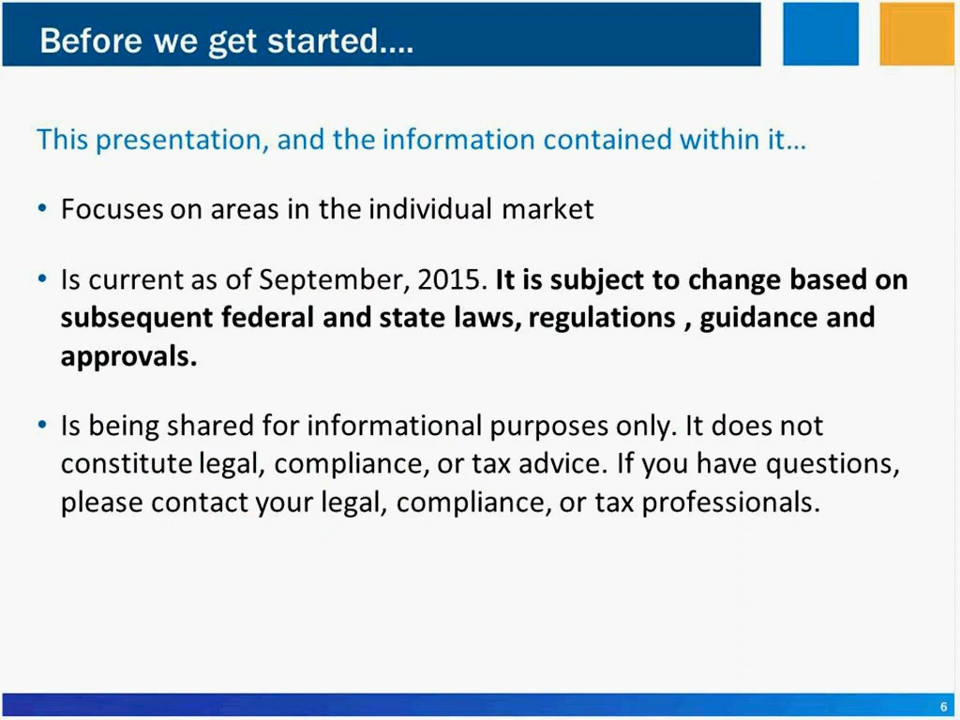 Before we get started....
This presentation, and the information contained within it...
• Focuses on areas in the individual market
• Is current as of September, 2015. It is subject to change based on
subsequent federal and state laws, regulations , guidance and
approvals.
• Is being shared for informational purposes only. It does not
constitute legal, compliance, or tax advice. If you have questions,
please contact your legal, compliance, or tax professionals.
6